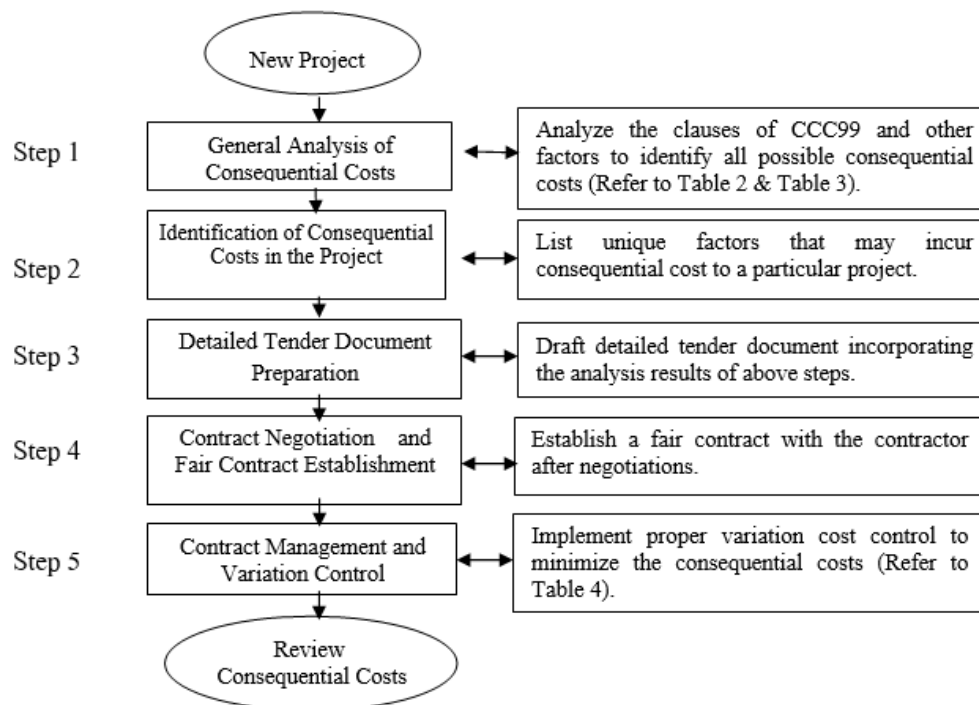 New Project
Step 1
General Analysis of
Consequential Costs
Analyze the clauses of CCC99 and other
factors to identify all possible consequential
costs (Refer to Table 2 & Table 3).
Step 2
Identification of Consequential
Costs in the Project
List unique factors that may incur
consequential cost to a particular project.
Step 3
Detailed Tender Document
Preparation
Draft detailed tender document incorporating
the analysis results of above steps.
Step 4
Contract Negotiation and
Fair Contract Establishment
Establish a fair contract with the contractor
after negotiations.
Step 5
Contract Management and
Variation Control
Implement proper variation cost control to
minimize the consequential costs (Refer to
Table 4).
Review
Consequential Costs